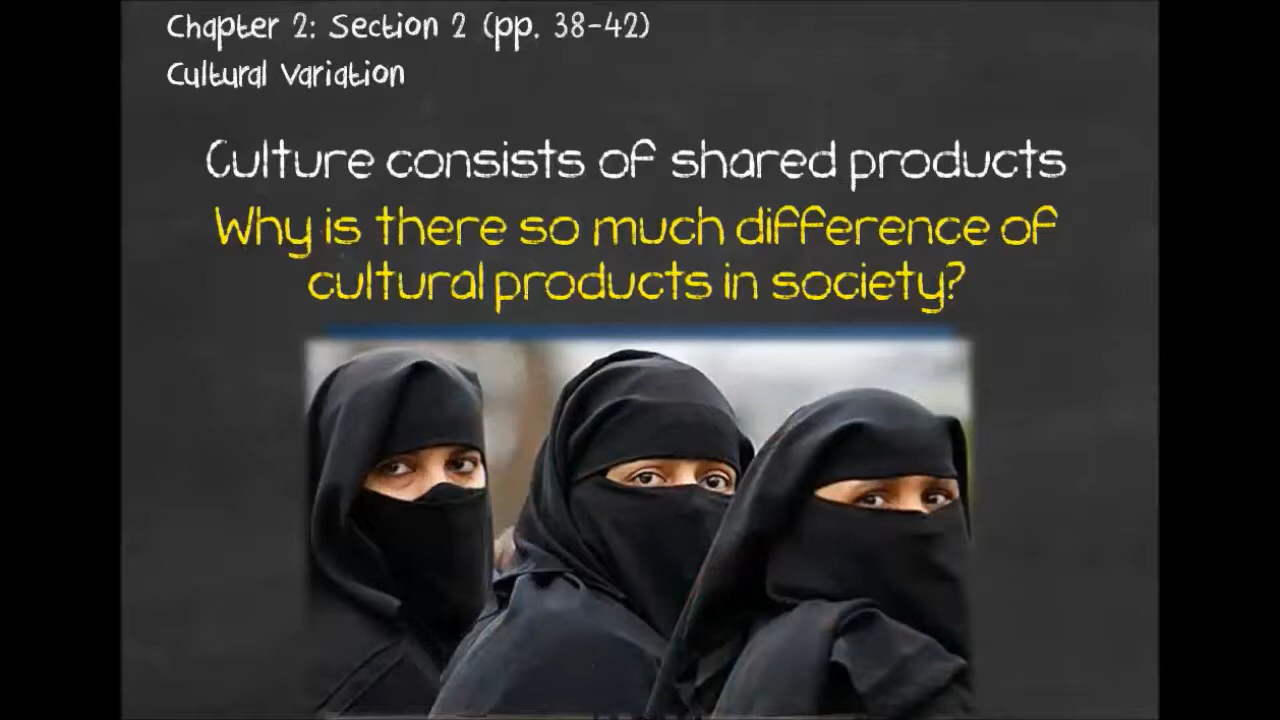 Chapter 2: Section 2 (pp. 38-42)
Cultural Variation
Culture consists of shared products
Why is there so much difference of
cultural products in society?